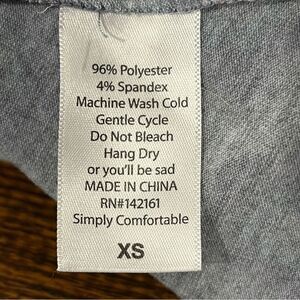 96% Polyester
4% Spandex
Machine Wash Cold
Gentle Cycle
Do Not Bleach
Hang Dry
or you'll be sad
MADE IN CHINA
RN#142161
Simply Comfortable
XS